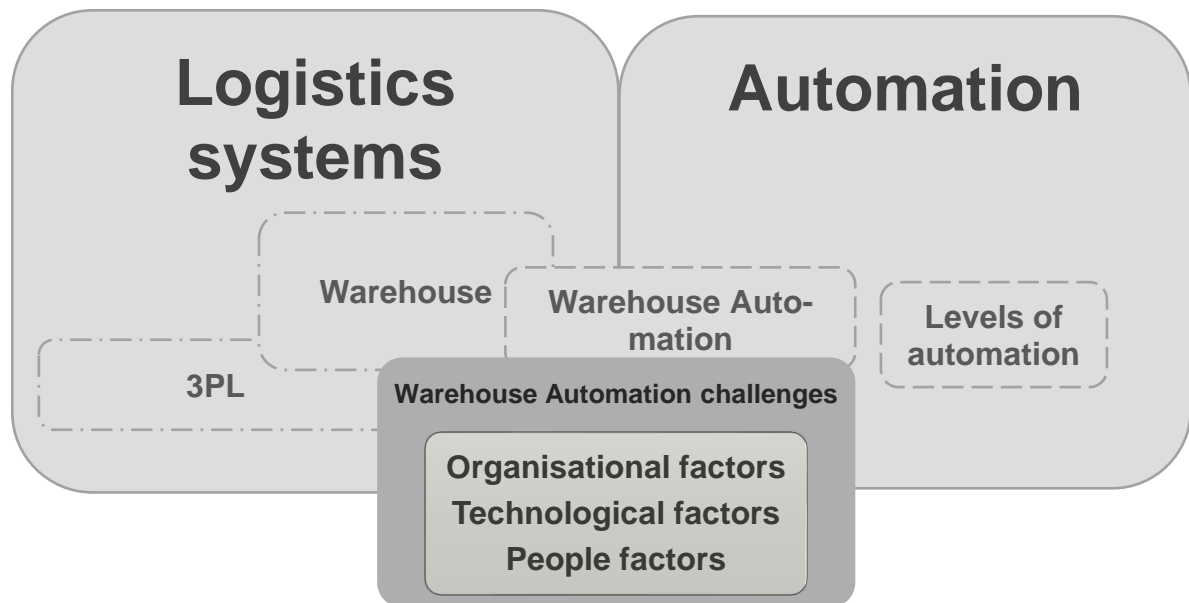 Logistics
systems
Automation
Warehouse
Warehouse Auto-
mation
Levels of
automation
3PL
Warehouse Automation challenges
Organisational factors
Technological factors
People factors